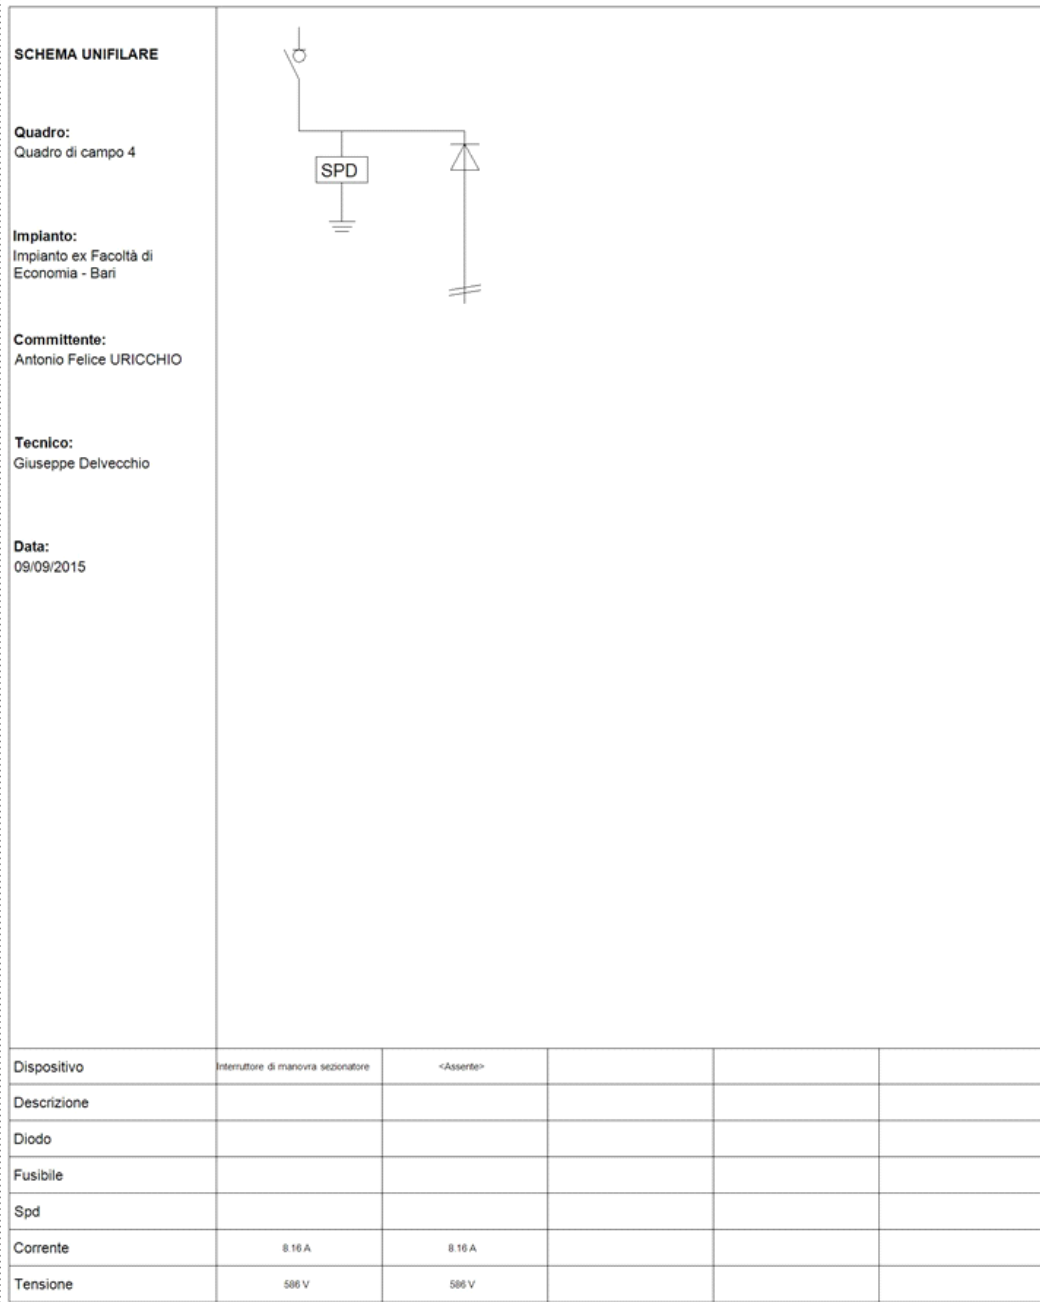 SCHEMA UNIFILARE
Quadro:
Quadro di campo 4
Impianto:
Impianto ex Facoltà di
Economia - Bari
Committente:
Antonio Felice URICCHIO
Tecnico:
Giuseppe Delvecchio
Data:
09/09/2015
SPD
Dispositivo Interruttore di manovra sezionatore <Assente>
Descrizione
Diodo
Fusibile
Spd
Corrente 8.16 A 8.16 A
Tensione 586 V 586 V